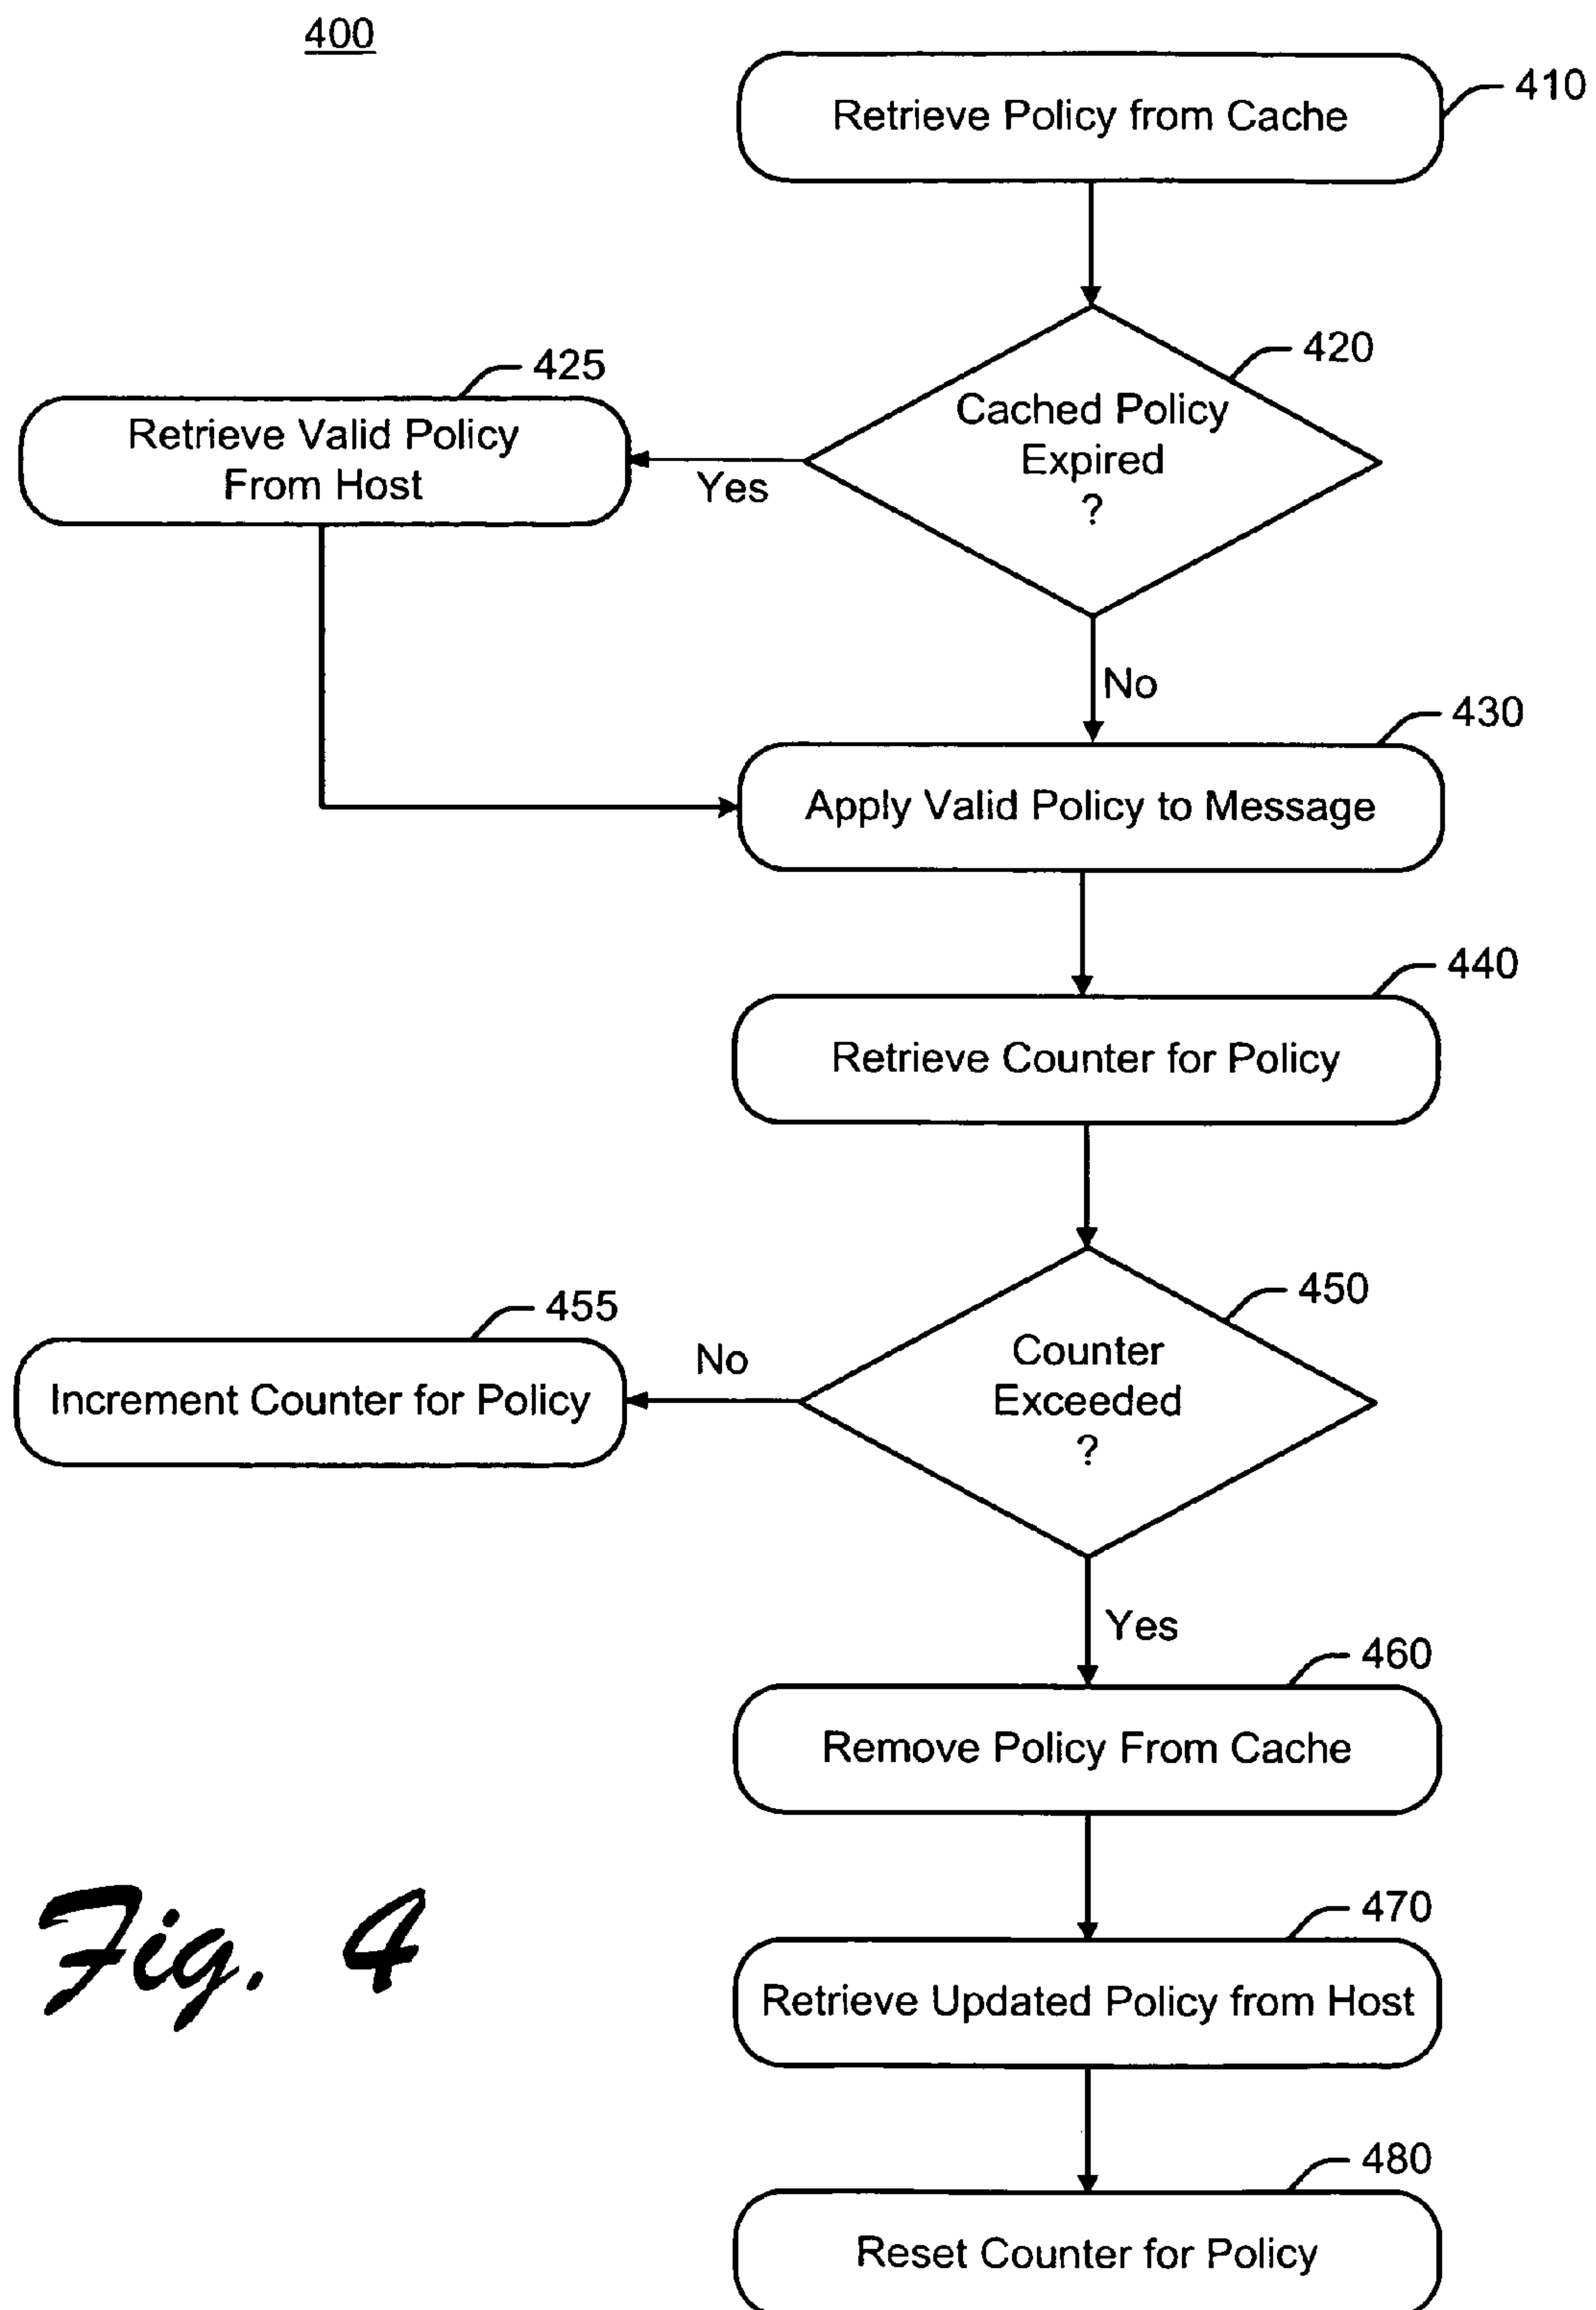 400
Retrieve Policy from Cache
410
Cached Policy
Expired
?
420
Yes
425
Retrieve Valid Policy
From Host
No
430
Apply Valid Policy to Message
440
Retrieve Counter for Policy
450
Counter
Exceeded
?
No
455
Increment Counter for Policy
Yes
460
Remove Policy From Cache
470
Retrieve Updated Policy from Host
480
Reset Counter for Policy
Fig. 4